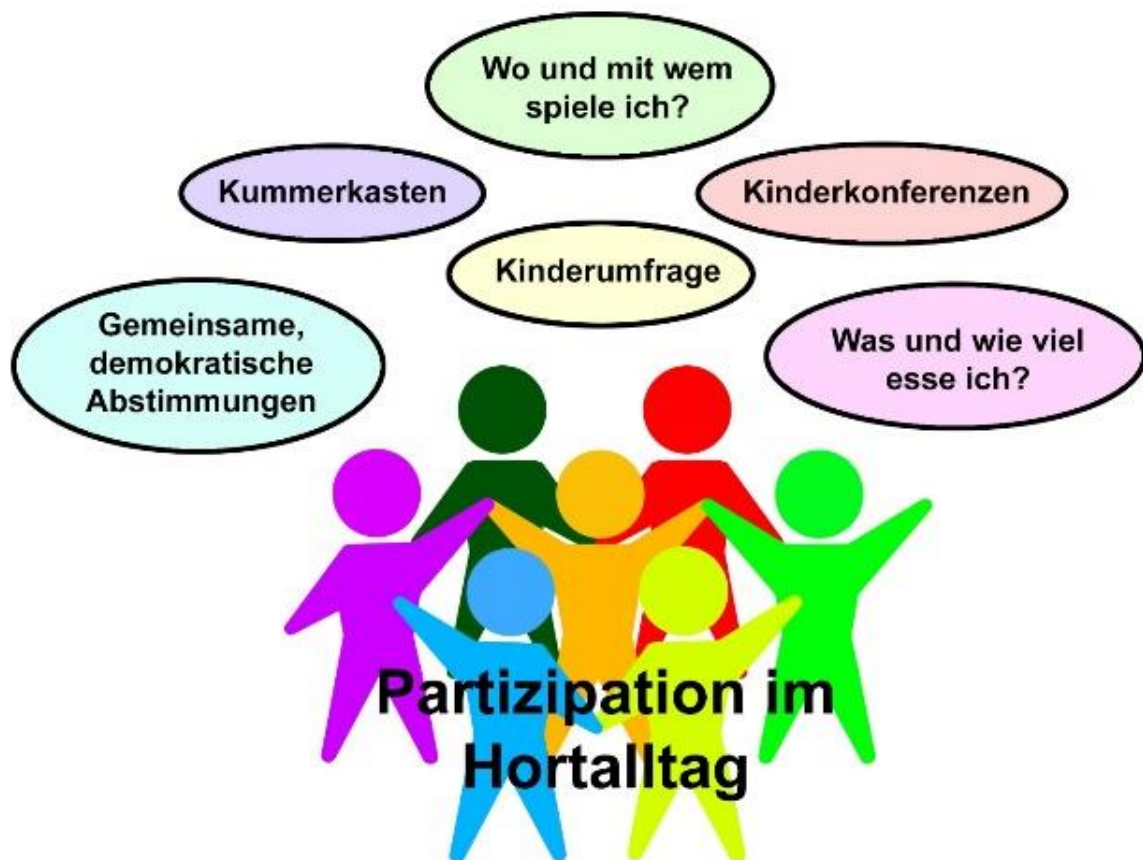 Wo und mit wem
spiele ich?
Kummerkasten
Kinderkonferenzen
Kinderumfrage
Gemeinsame,
demokratische
Abstimmungen
Was und wie viel
esse ich?
Partizipation im
Hortalltag